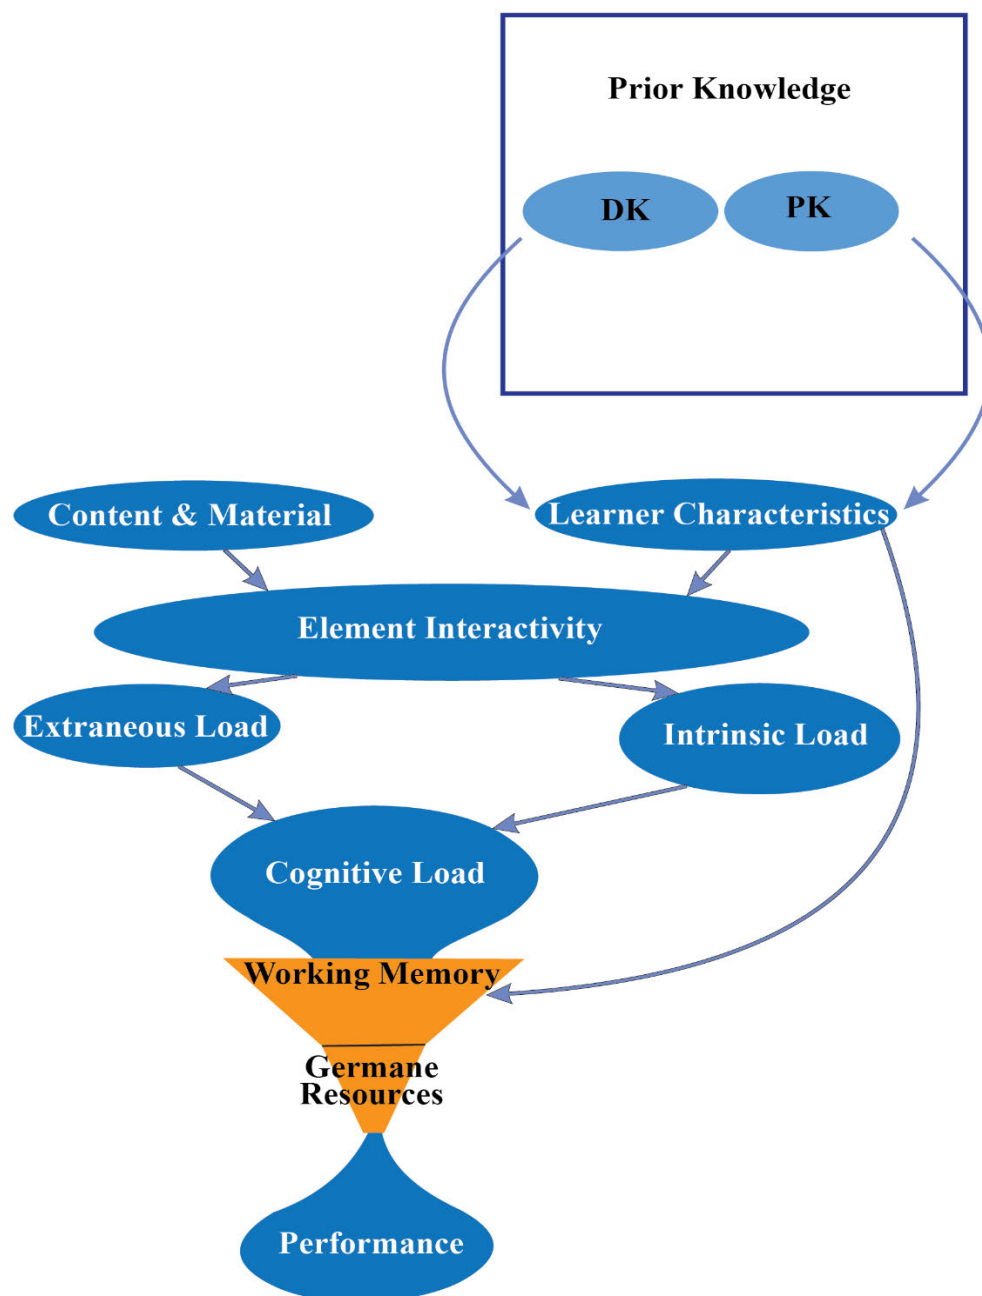 Prior Knowledge
DK
PK
Content & Material
Learner Characteristics
Element Interactivity
Extraneous Load
Intrinsic Load
Cognitive Load
Working Memory
Germane
Resources
Performance